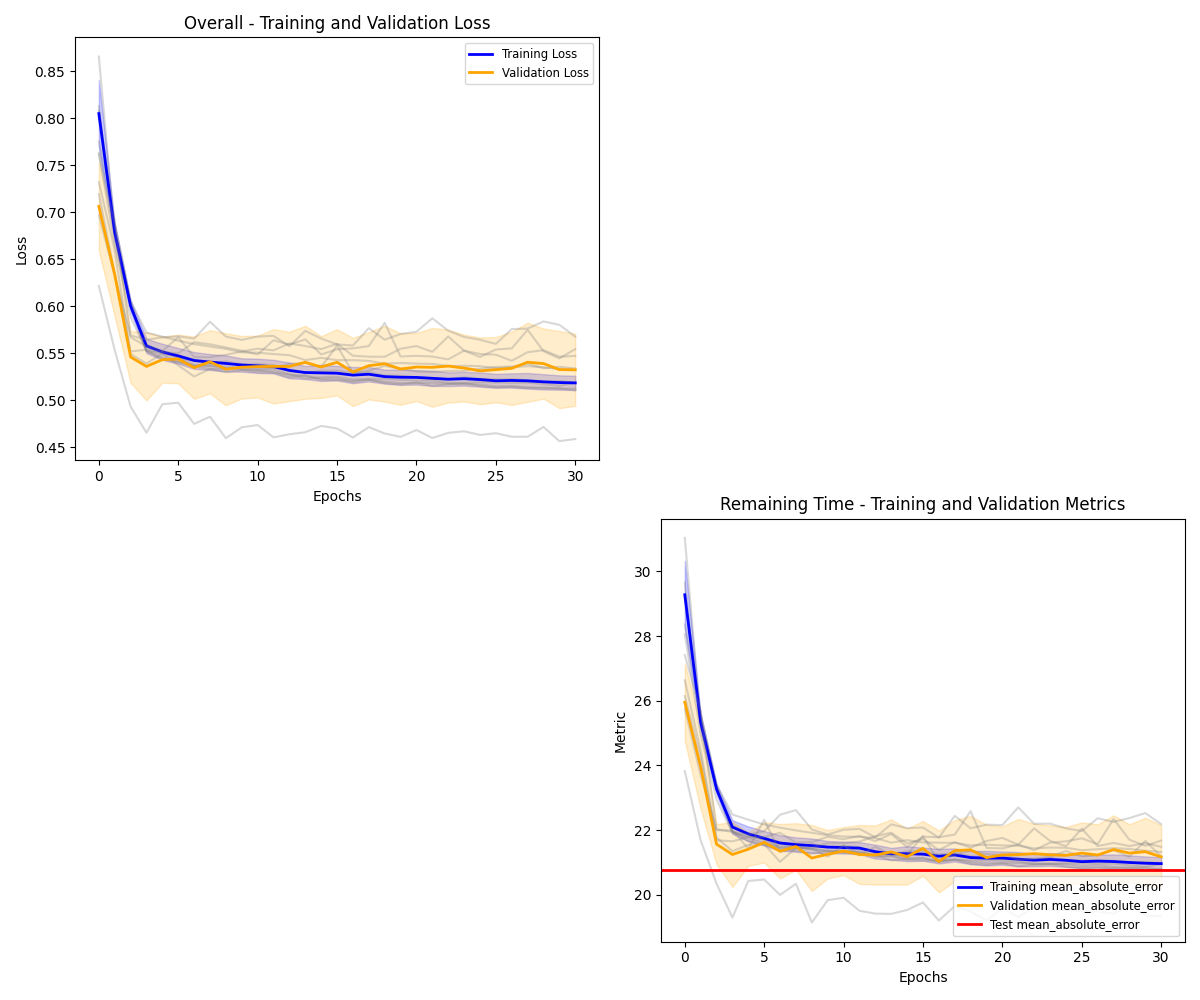 Overall - Training and Validation Loss
Training Loss
Validation Loss
0.85
0.80
0.75
0.70
0.65
0.60
0.55
0.50
0.45
Loss
0 5 10 15 20 25 30
Epochs
Remaining Time - Training and Validation Metrics
30
28
26
24
22
20
Metric
Training mean_absolute_error
Validation mean_absolute_error
Test mean_absolute_error
0 5 10 15 20 25 30
Epochs